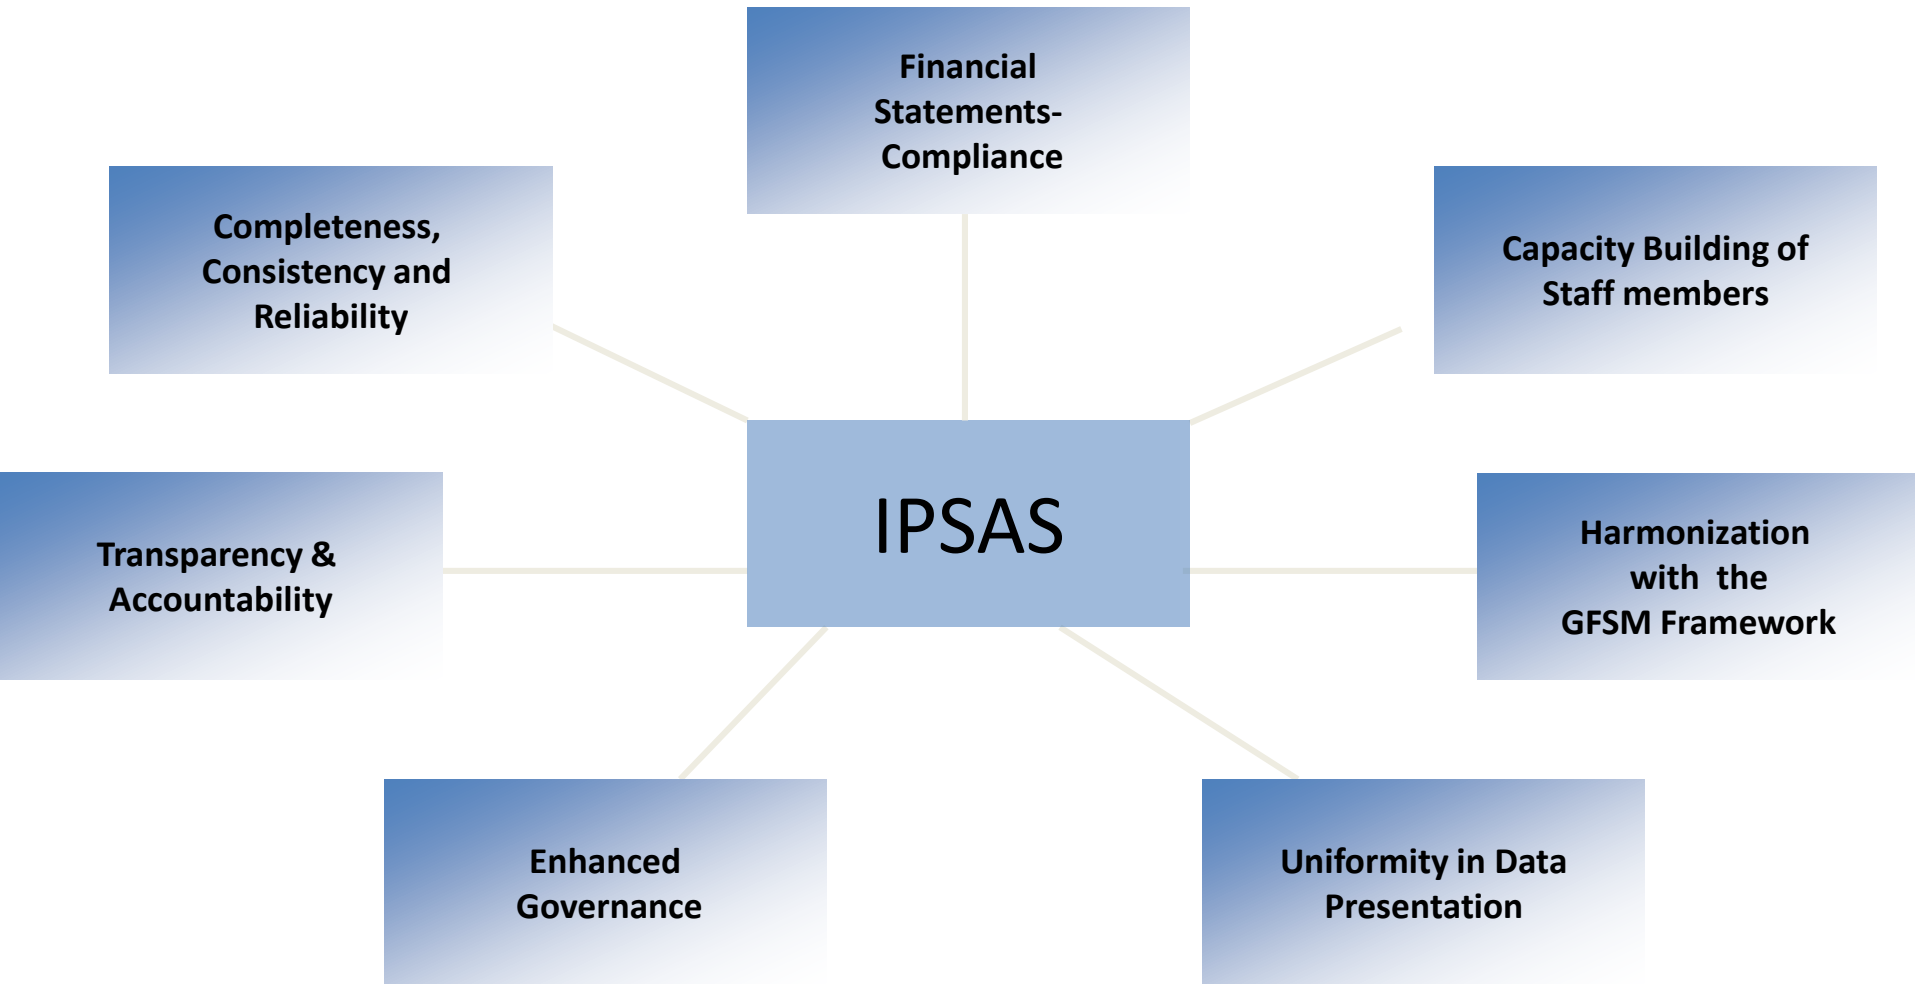 Financial
Statements-
Compliance
Completeness,
Consistency and
Reliability
Capacity Building of
Staff members
IPSAS
Transparency &
Accountability
Harmonization
with the
GFSM Framework
Enhanced
Governance
Uniformity in Data
Presentation